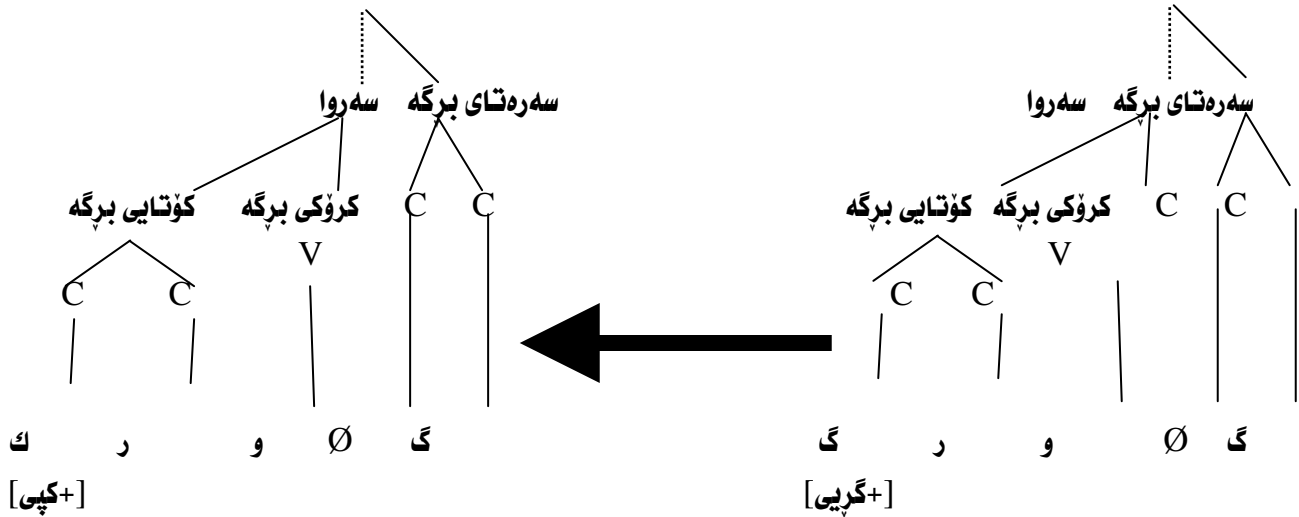 سەرەتای بڕگە سەروا سەرەتای بڕگە سەروا
C C کرۆکی بڕگە کۆتایی بڕگە C C کرۆکی بڕگە کۆتایی بڕگە
V V
C C C C
گ Ø و ر گ گ Ø و ر ك
[+گڕیی] [+کپی]